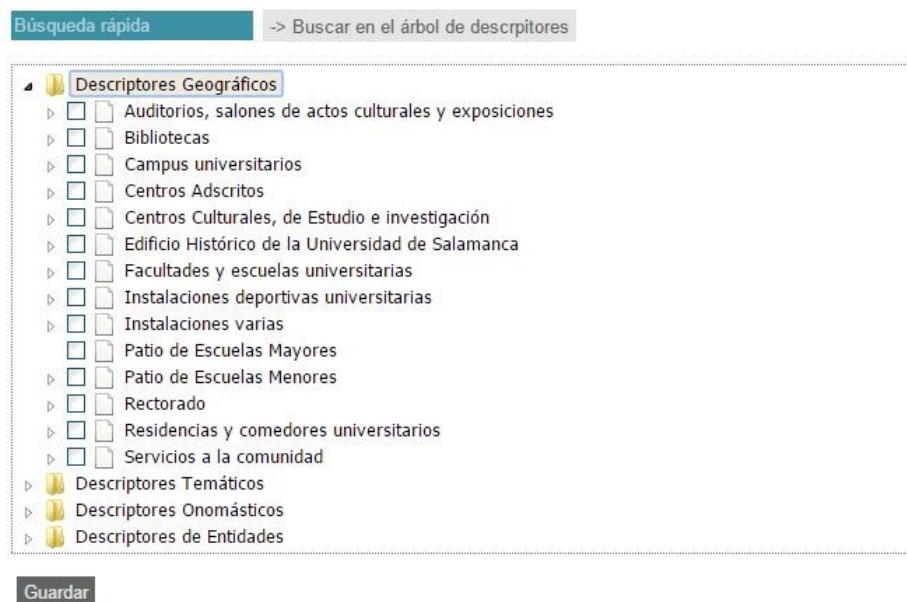 Búsqueda rápida
-> Buscar en el árbol de descrpitores
Descriptores Geográficos
Auditorios, salones de actos culturales y exposiciones
Bibliotecas
Campus universitarios
Centros Adscritos
Centros Culturales, de Estudio e investigación
Edificio Histórico de la Universidad de Salamanca
Facultades y escuelas universitarias
Instalaciones deportivas universitarias
Instalaciones varias
Patio de Escuelas Mayores
Patio de Escuelas Menores
Rectorado
Residencias y comedores universitarios
Servicios a la comunidad
Descriptores Temáticos
Descriptores Onomásticos
Descriptores de Entidades
Guardar